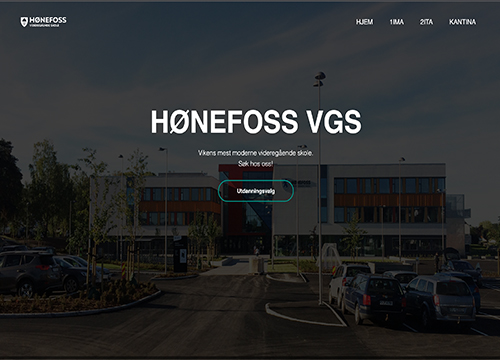 HØNEFOSS
VIDEREGÅENDE SKOLE
HJEM
1IMA
2ITA
KANTINA
HØNEFOSS VGS
Vikens mest moderne videregående skole.
Søk hos oss!
Utdanningsvalg